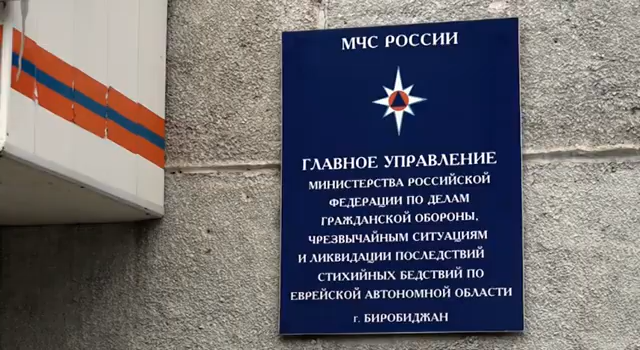 МЧС РОССИИ
ГЛАВНОЕ УПРАВЛЕНИЕ
МИНИСТЕРСТВА РОССИЙСКОЙ
ФЕДЕРАЦИИ ПО ДЕЛАМ
ГРАЖДАНСКОЙ ОБОРОНЫ,
ЧРЕЗВЫЧАЙНЫМ СИТУАЦИЯМ
И ЛИКВИДАЦИИ ПОСЛЕДСТВИЙ
СТИХИЙНЫХ БЕДСТВИЙ ПО
ЕВРЕЙСКОЙ АВТОНОМНОЙ ОБЛАСТИ
г. БИРОБИДЖАН